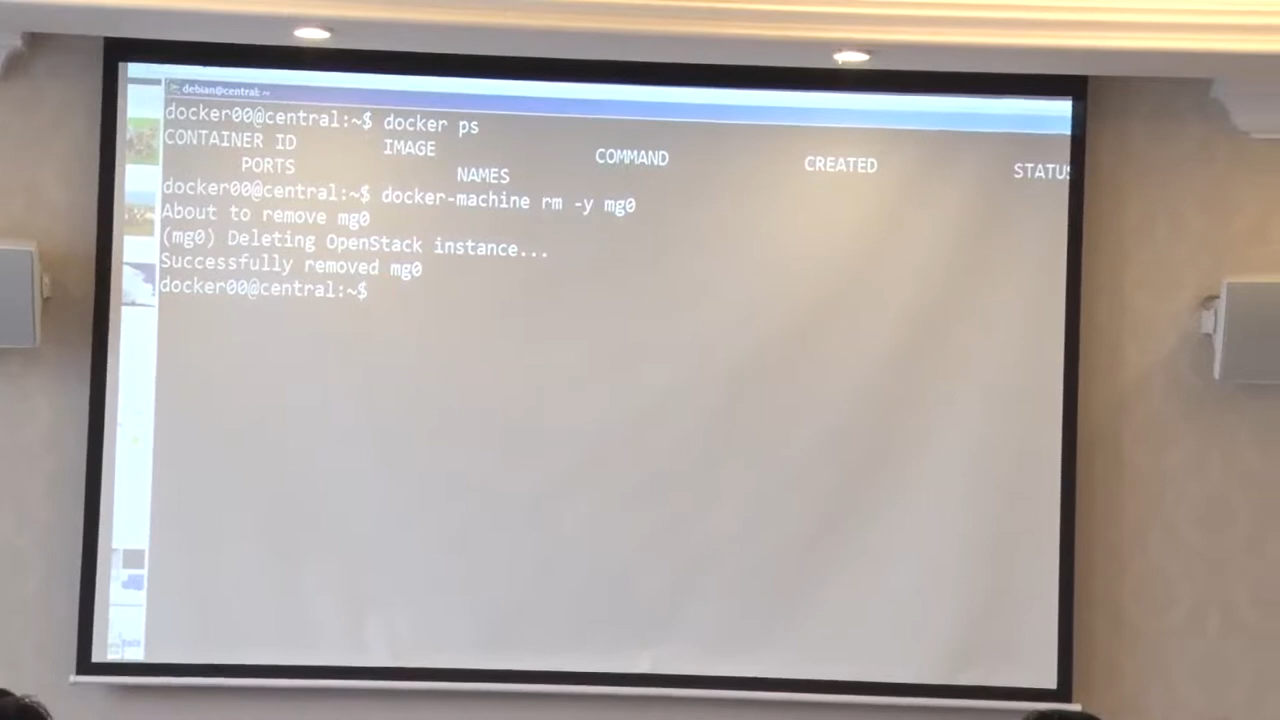 debian@central: ~
docker00@central:~$ docker ps
CONTAINER ID IMAGE COMMAND CREATED STATUS
PORTS NAMES
docker00@central:~$ docker-machine rm -y mg0
About to remove mg0
(mg0) Deleting OpenStack instance...
Successfully removed mg0
docker00@central:~$